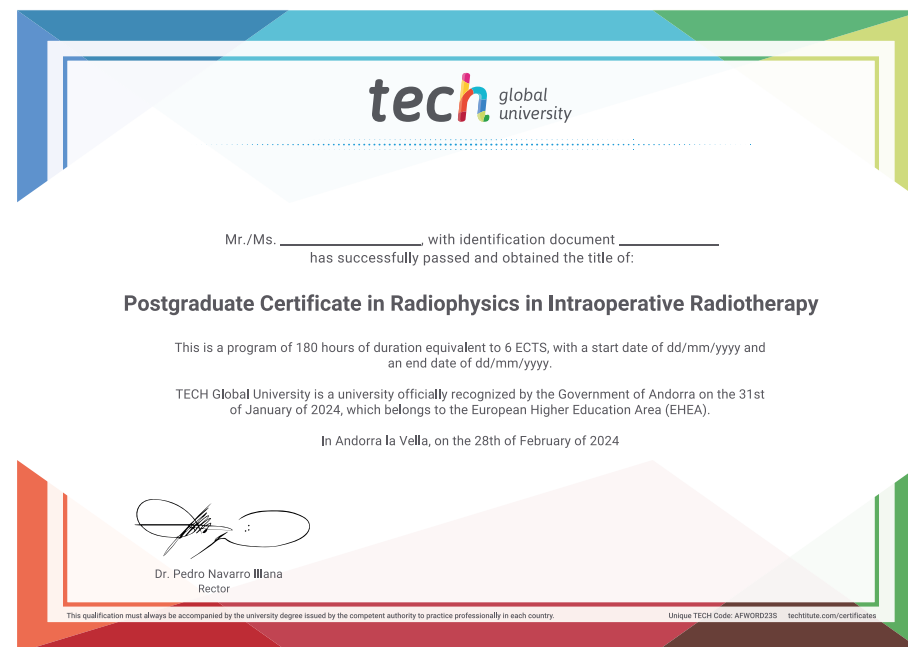 tech global university
Mr./Ms. ____________, with identification document ____________
has successfully passed and obtained the title of:
Postgraduate Certificate in Radiophysics in Intraoperative Radiotherapy
This is a program of 180 hours of duration equivalent to 6 ECTS, with a start date of dd/mm/yyyy and
an end date of dd/mm/yyyy.
TECH Global University is a university officially recognized by the Government of Andorra on the 31st
of January of 2024, which belongs to the European Higher Education Area (EHEA).
In Andorra la Vella, on the 28th of February of 2024
Dr. Pedro Navarro Illana
Rector
This qualification must always be accompanied by the university degree issued by the competent authority to practice professionally in each country.
Unique TECH Code: AFWORD23S techtitute.com/certificates